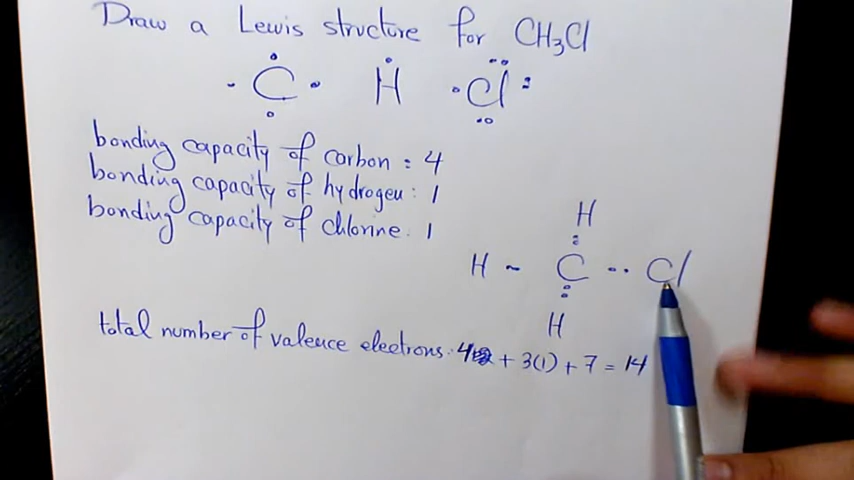 Draw a Lewis structure for CH₃Cl
C H Cl
bonding capacity of carbon : 4
bonding capacity of hydrogen : 1
bonding capacity of chlorine : 1
H
H C Cl
H
total number of valence electrons : 4 + 3(1) + 7 = 14